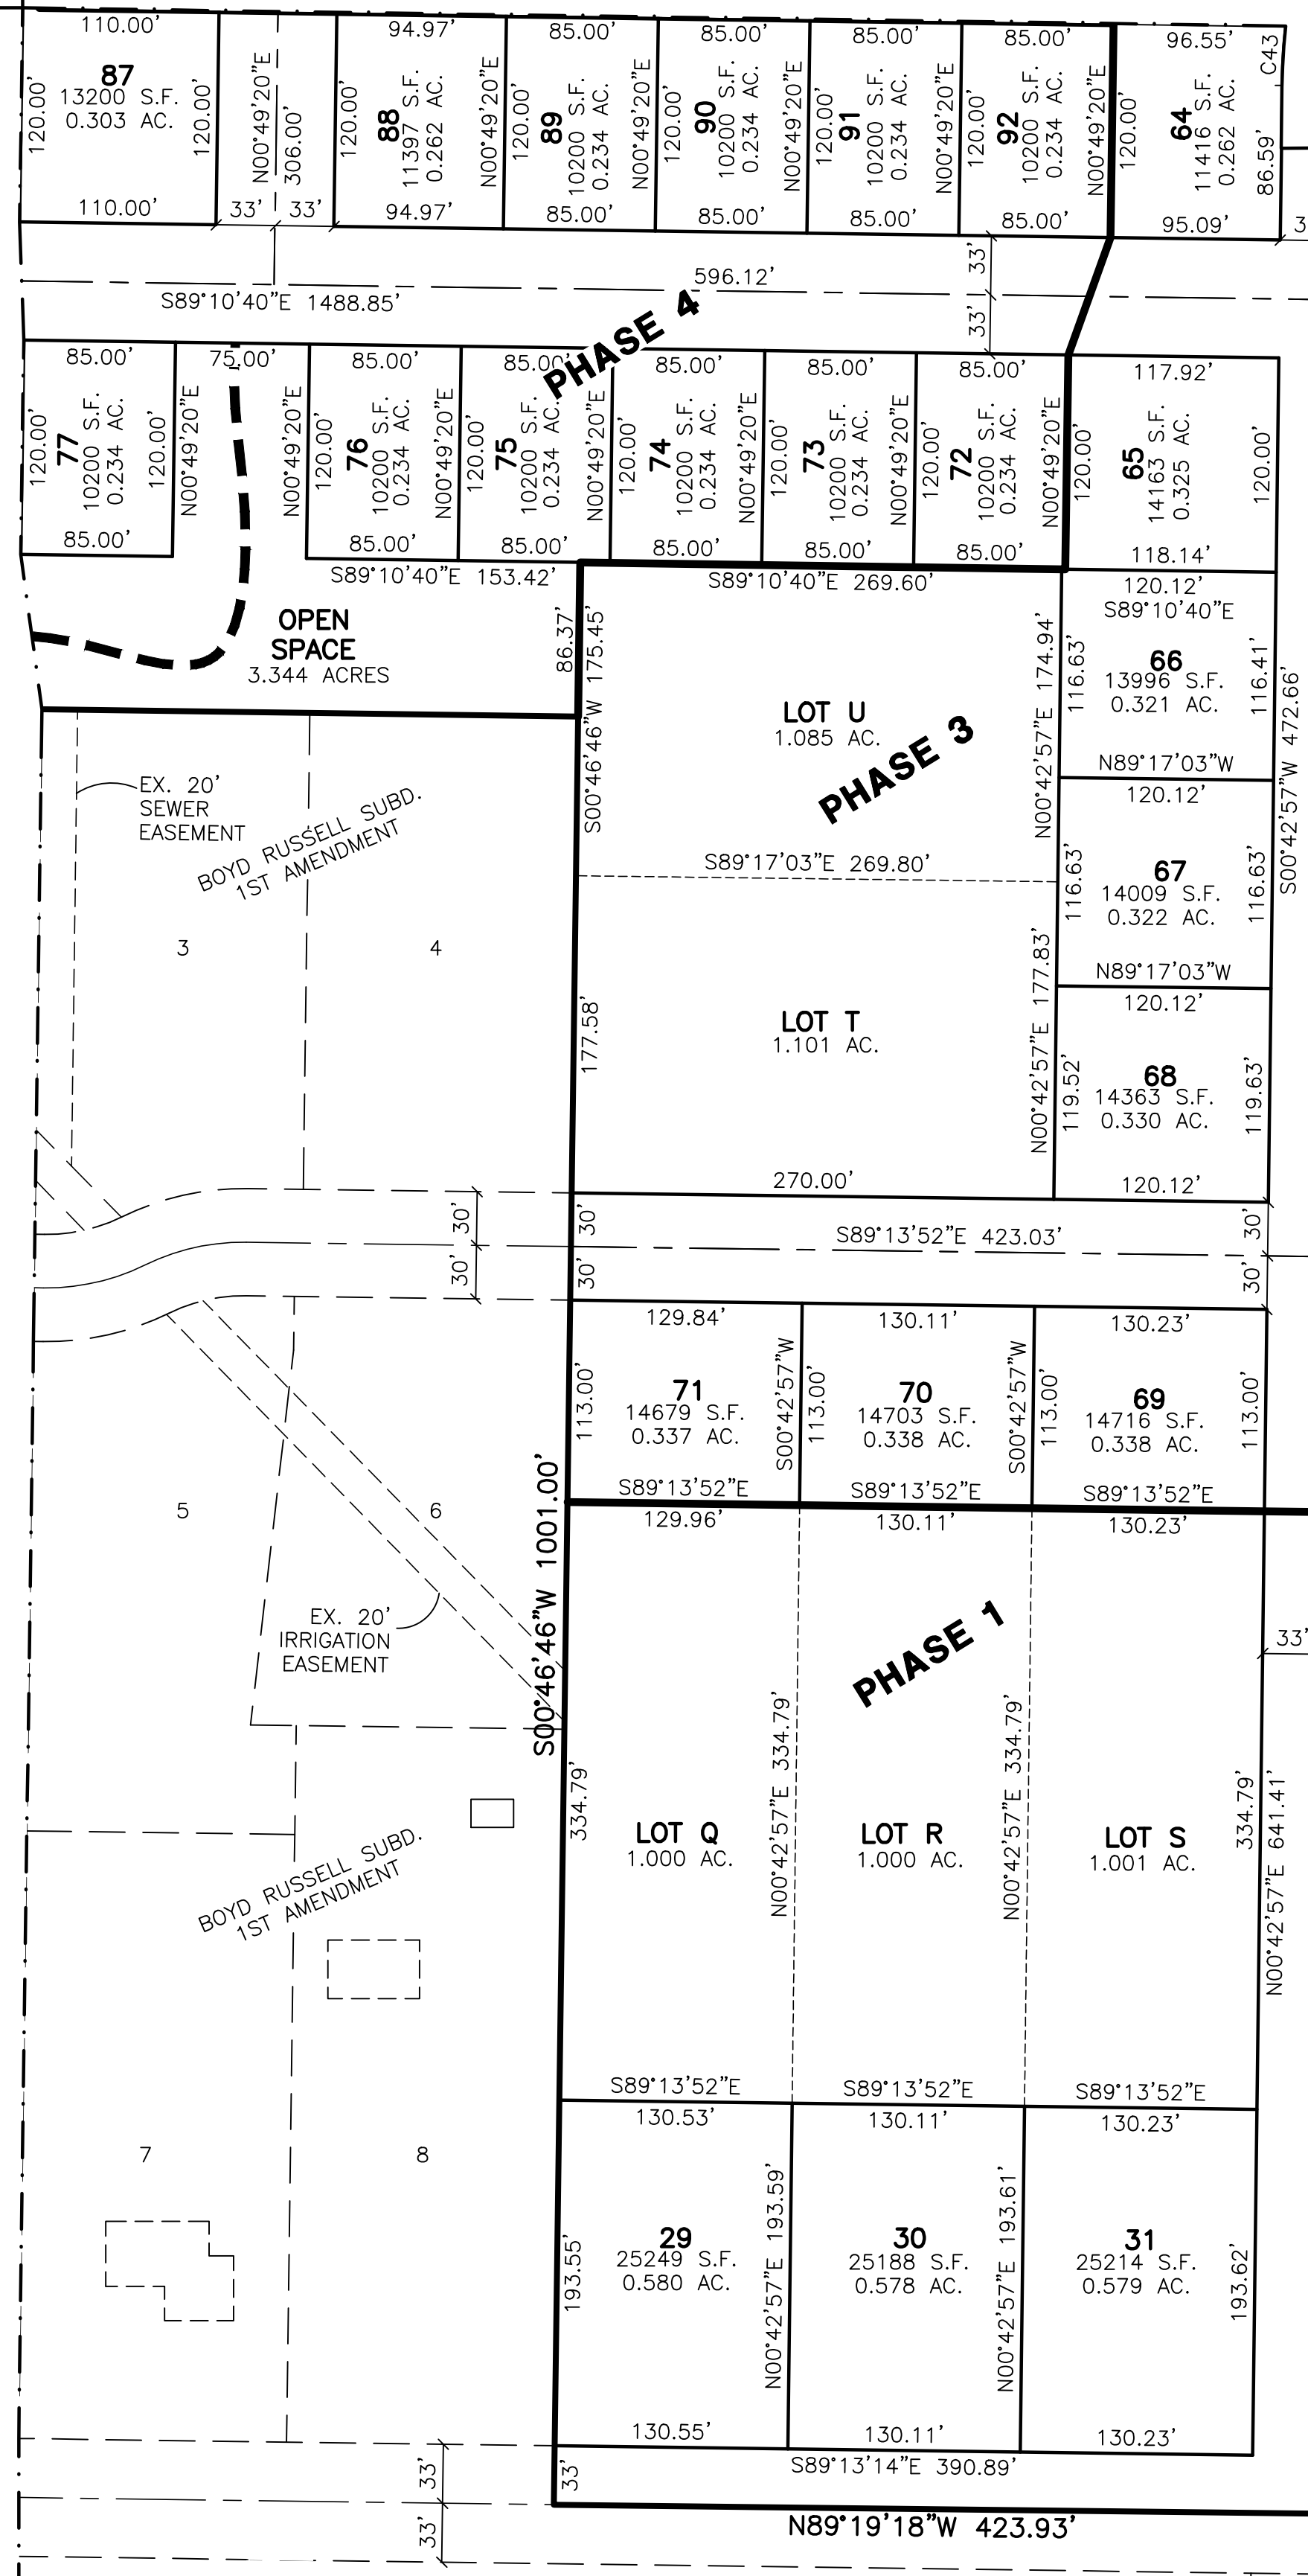 110.00'
87
13200 S.F.
0.303 AC.
120.00'
120.00'
110.00'
N00°49'20"E
306.00'
33'
33'
94.97'
120.00'
88
11397 S.F.
0.262 AC.
N00°49'20"E
94.97'
85.00'
120.00'
89
10200 S.F.
0.234 AC.
N00°49'20"E
85.00'
85.00'
120.00'
90
10200 S.F.
0.234 AC.
N00°49'20"E
85.00'
85.00'
120.00'
91
10200 S.F.
0.234 AC.
N00°49'20"E
85.00'
85.00'
120.00'
92
10200 S.F.
0.234 AC.
N00°49'20"E
85.00'
96.55'
C43
120.00'
64
11416 S.F.
0.262 AC.
86.59'
95.09'
3
S89°10'40"E 1488.85'
596.12'
33'
33'
PHASE 4
85.00'
120.00'
77
10200 S.F.
0.234 AC.
120.00'
N00°49'20"E
85.00'
75.00'
N00°49'20"E
85.00'
120.00'
76
10200 S.F.
0.234 AC.
N00°49'20"E
85.00'
85.00'
120.00'
75
10200 S.F.
0.234 AC.
N00°49'20"E
85.00'
85.00'
120.00'
74
10200 S.F.
0.234 AC.
N00°49'20"E
85.00'
85.00'
120.00'
73
10200 S.F.
0.234 AC.
N00°49'20"E
85.00'
85.00'
120.00'
72
10200 S.F.
0.234 AC.
N00°49'20"E
85.00'
117.92'
120.00'
65
14163 S.F.
0.325 AC.
120.00'
118.14'
S89°10'40"E 153.42'
OPEN
SPACE
3.344 ACRES
86.37'
S00°46'46"W 175.45'
S89°10'40"E 269.60'
LOT U
1.085 AC.
PHASE 3
N00°42'57"E 174.94'
120.12'
S89°10'40"E
116.63'
66
13996 S.F.
0.321 AC.
116.41'
N89°17'03"W
S00°42'57"W 472.66'
120.12'
116.63'
67
14009 S.F.
0.322 AC.
116.63'
N89°17'03"W
120.12'
119.52'
68
14363 S.F.
0.330 AC.
119.63'
120.12'
EX. 20'
SEWER
EASEMENT
BOYD RUSSELL SUBD.
1ST AMENDMENT
3
4
S89°17'03"E 269.80'
177.58'
LOT T
1.101 AC.
N00°42'57"E 177.83'
270.00'
30'
30'
30'
30'
S89°13'52"E 423.03'
30'
30'
129.84'
113.00'
71
14679 S.F.
0.337 AC.
S00°42'57"W
S89°13'52"E
130.11'
113.00'
70
14703 S.F.
0.338 AC.
S00°42'57"W
S89°13'52"E
130.23'
113.00'
69
14716 S.F.
0.338 AC.
113.00'
S89°13'52"E
5
6
S00°46'46"W 1001.00'
EX. 20'
IRRIGATION
EASEMENT
129.96'
130.11'
130.23'
PHASE 1
33'
334.79'
LOT Q
1.000 AC.
N00°42'57"E 334.79'
LOT R
1.000 AC.
N00°42'57"E 334.79'
LOT S
1.001 AC.
334.79'
N00°42'57"E 641.41'
BOYD RUSSELL SUBD.
1ST AMENDMENT
S89°13'52"E
S89°13'52"E
S89°13'52"E
7
8
130.53'
193.55'
29
25249 S.F.
0.580 AC.
N00°42'57"E 193.59'
130.55'
130.11'
30
25188 S.F.
0.578 AC.
N00°42'57"E 193.61'
130.11'
130.23'
31
25214 S.F.
0.579 AC.
193.62'
130.23'
33'
33'
33'
S89°13'14"E 390.89'
N89°19'18"W 423.93'